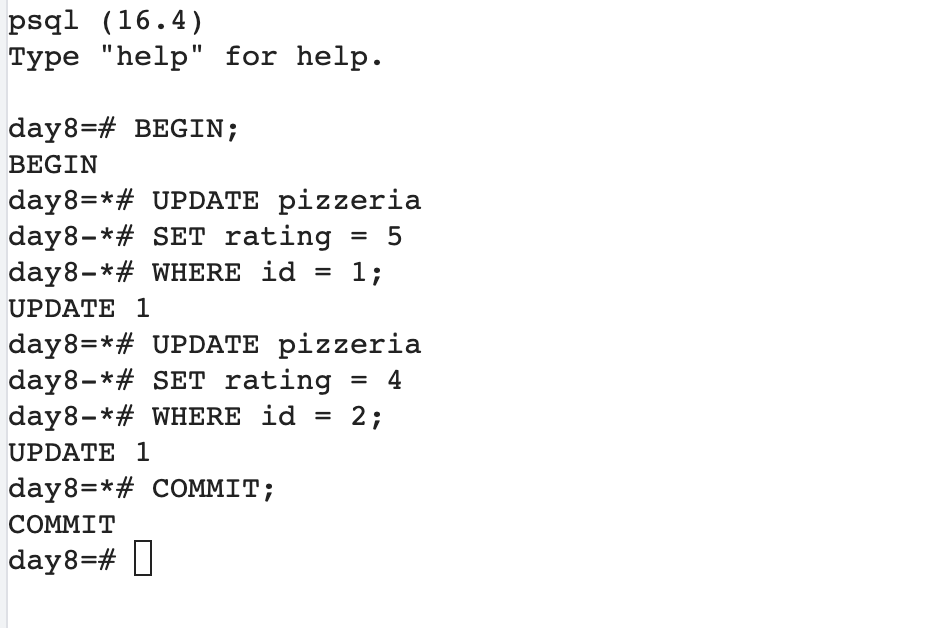 psql (16.4)
Type "help" for help.
day8=# BEGIN;
BEGIN
day8=*# UPDATE pizzeria
day8-*# SET rating = 5
day8-*# WHERE id = 1;
UPDATE 1
day8=*# UPDATE pizzeria
day8-*# SET rating = 4
day8-*# WHERE id = 2;
UPDATE 1
day8=*# COMMIT;
COMMIT
day8=#